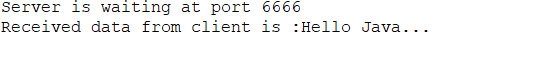 Server is waiting at port 6666
Received data from client is :Hello Java...